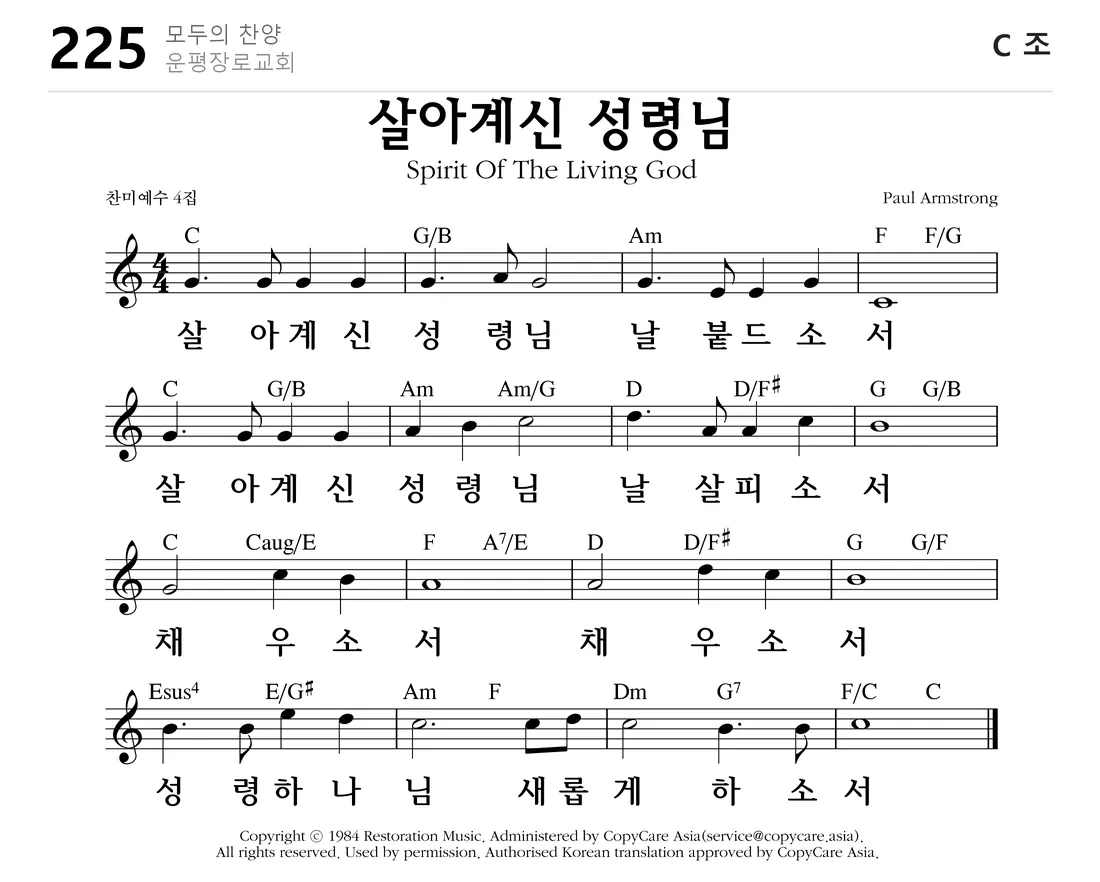 225 모두의 찬양
운평장로교회
C 조
살아계신 성령님
Spirit Of The Living God
찬미예수 4집
Paul Armstrong
C G/B Am F F/G
살 아 계 신 성 령 님 날 붙 드 소 서
C G/B Am Am/G D D/F♯ G G/B
살 아 계 신 성 령 님 날 살 피 소 서
C Caug/E F A7/E D D/F♯ G G/F
채 우 소 서 채 우 소 서
Esus4 E/G♯ Am F Dm G7 F/C C
성 령 하 나 님 새 롭 게 하 소 서
Copyright ⓒ 1984 Restoration Music. Administered by CopyCare Asia(service@copycare.asia).
All rights reserved. Used by permission. Authorised Korean translation approved by CopyCare Asia.